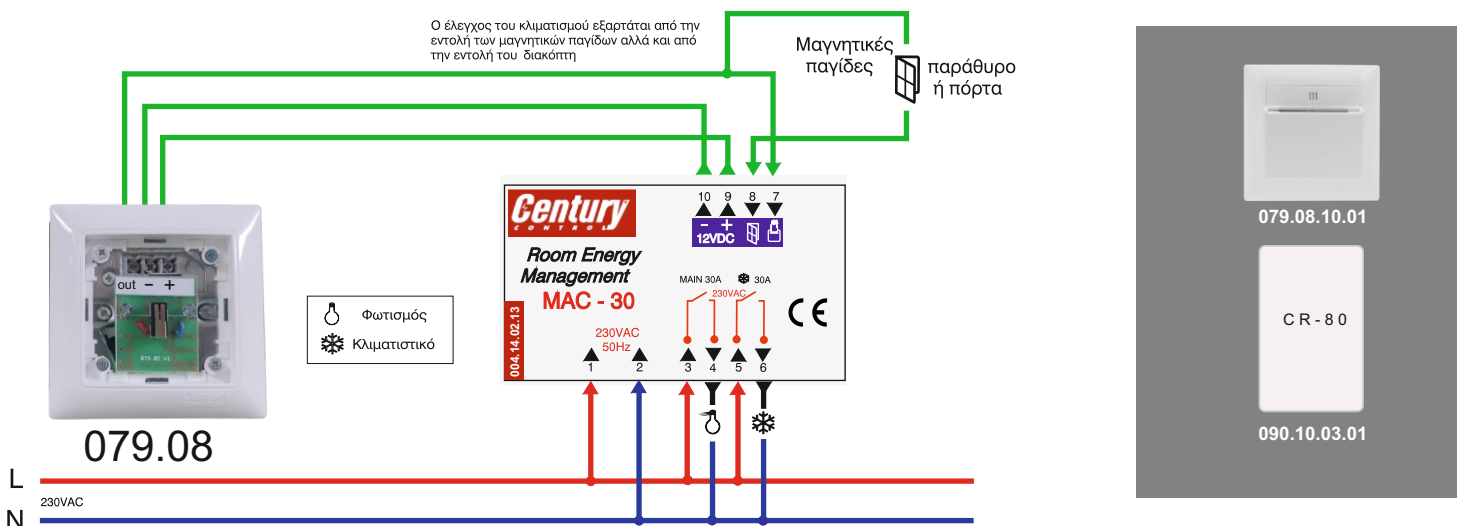 Ο έλεγχος του κλιματισμού εξαρτάται από την
εντολή των μαγνητικών παγίδων αλλά και από
την εντολή του διακόπτη
Μαγνητικές
παγίδες
παράθυρο
ή πόρτα
out - +
Century
CONTROL
079.08
Φωτισμός
Κλιματιστικό
Century
CONTROL
Room Energy
Management
MAC - 30
004.14.02.13
10 9 8 7
- +
12VDC
MAIN 30A
30A
230VAC
230VAC
50Hz
1 2 3 4 5 6
CE
L
230VAC
N
079.08.10.01
CR-80
090.10.03.01